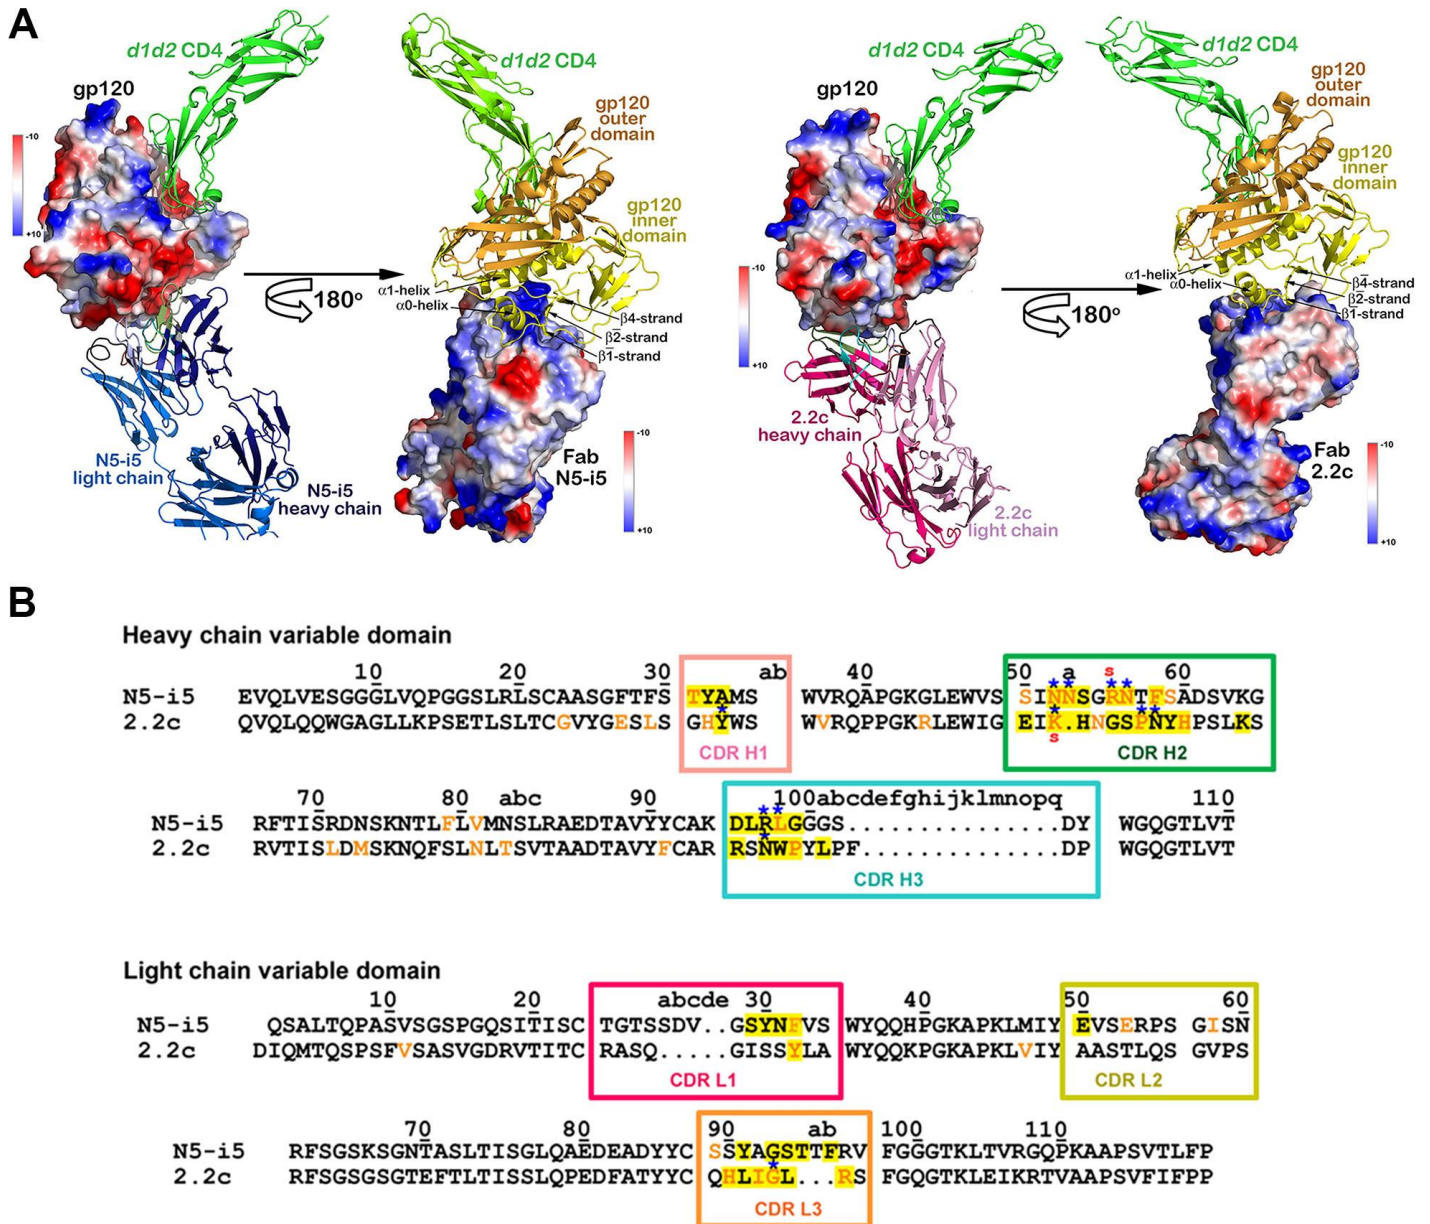 A
d1d2 CD4
gp120
-10
+10
N5-i5
light chain
N5-i5
heavy chain
180°
d1d2 CD4
gp120
outer
domain
gp120
inner
domain
α1-helix
α0-helix
β4-strand
β2-strand
β1-strand
Fab
N5-i5
-10
+10
d1d2 CD4
gp120
-10
+10
2.2c
heavy chain
2.2c
light chain
180°
d1d2 CD4
gp120
outer
domain
gp120
inner
domain
α1-helix
α0-helix
β4-strand
β2-strand
β1-strand
Fab
2.2c
-10
+10
B
Heavy chain variable domain
10 20 30 ab 40 50 a s 60
N5-i5 EVQLVESGGGLVQPGGSLRLSCAASGFTFS TYAMS WVRQAPGKGLEWVS SINNSGRNTFSADSVKG
2.2c QVQLQQWGAGLLKPSETLSLTCGVYGESLS GHYWS WVRQPPGKRLEWIG EIK.HNGSPNYHPSLKS
s
CDR H1 CDR H2
70 80 abc 90 100abcdefghijklmnopq 110
N5-i5 RFTISRDNSKNTLFLVMNSLRAEDTAVYYCAK DLRLGGGS...............DY WGQGTLVT
2.2c RVTISLDMSKNQFSLNLTSVTAADTAVYFCAR RSNWPYLPF..............DP WGQGTLVT
CDR H3
Light chain variable domain
10 20 abcde 30 40 50 60
N5-i5 QSALTQPASVSGSPGQSITISC TGTSSDV..GSYNFVS WYQQHPGKAPKLMIY EVSERPS GISN
2.2c DIQMTQSPSFVSASVGDRVTITC RASQ.....GISSYLA WYQQKPGKAPKLVIY AASTLQS GVPS
CDR L1 CDR L2
70 80 90 ab 100 110
N5-i5 RFSGSKSGNTASLTISGLQAEDEADYYC SSYAGSTTFRV FGGGTKLTVRGQPKAAPSVTLFP
2.2c RFSGSGSGTEFTLTISSLQPEDFATYYC QHLIGL...RS FGQGTKLEIKRTVAAPSVFIFPP
CDR L3